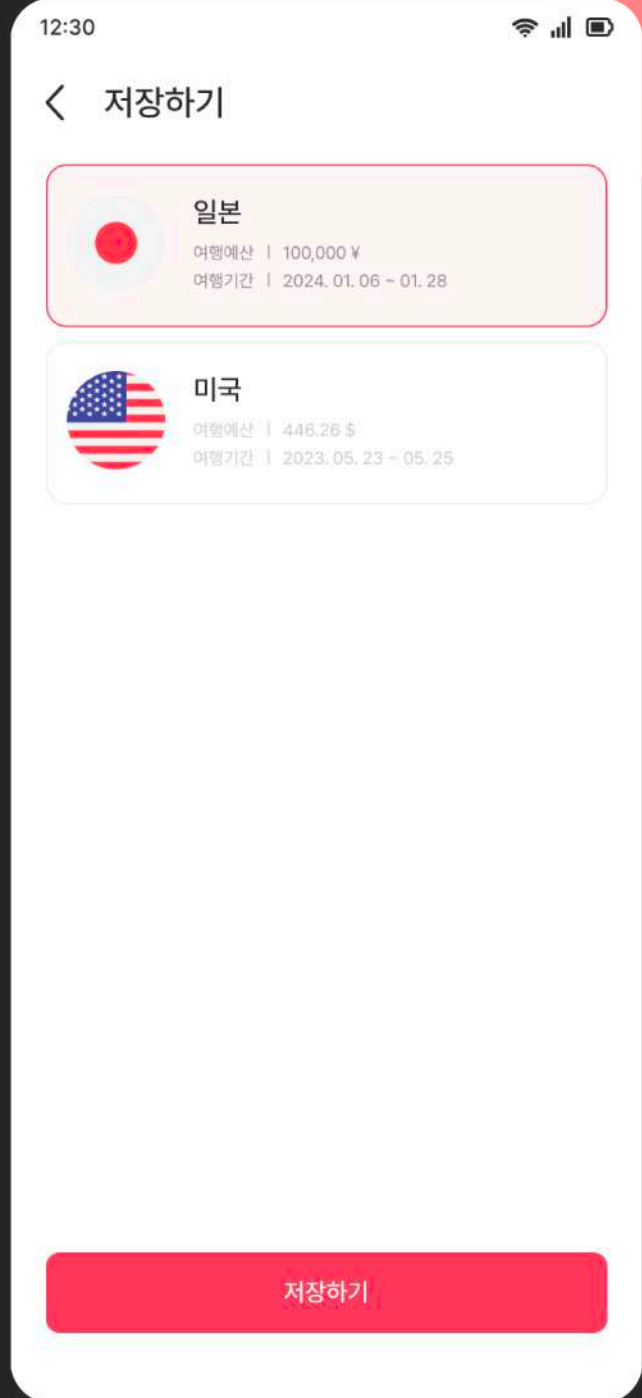 12:30
저장하기
일본
여행예산 | 100,000 ¥
여행기간 | 2024. 01. 06 ~ 01. 28
미국
여행예산 | 446.26 $
여행기간 | 2023. 05. 23 ~ 05. 25
저장하기